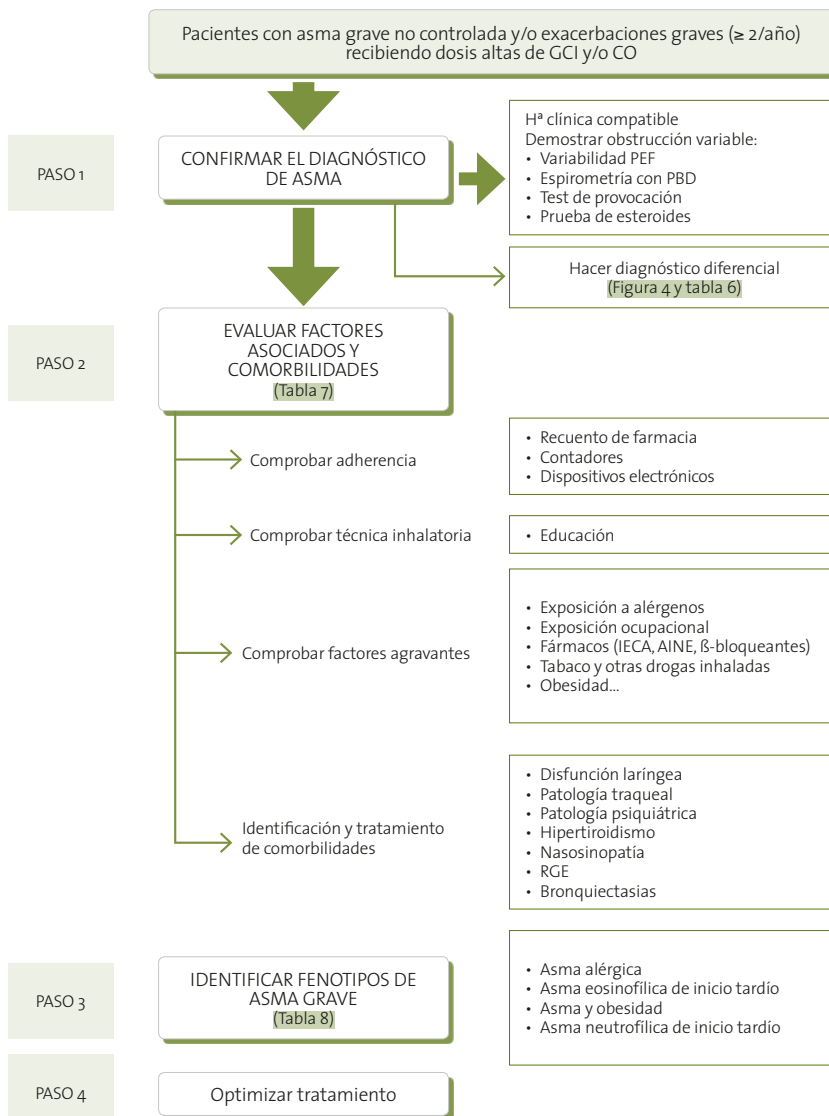 Pacientes con asma grave no controlada y/o exacerbaciones graves (≥ 2/año)
recibiendo dosis altas de GCI y/o CO
PASO 1
CONFIRMAR EL DIAGNÓSTICO
DE ASMA
Hª clínica compatible
Demostrar obstrucción variable:
• Variabilidad PEF
• Espirometría con PBD
• Test de provocación
• Prueba de esteroides
Hacer diagnóstico diferencial
(Figura 4 y tabla 6)
PASO 2
EVALUAR FACTORES
ASOCIADOS Y
COMORBILIDADES
(Tabla 7)
Comprobar adherencia
• Recuento de farmacia
• Contadores
• Dispositivos electrónicos
Comprobar técnica inhalatoria
• Educación
Comprobar factores agravantes
• Exposición a alérgenos
• Exposición ocupacional
• Fármacos (IECA, AINE, ß-bloqueantes)
• Tabaco y otras drogas inhaladas
• Obesidad...
Identificación y tratamiento
de comorbilidades
• Disfunción laríngea
• Patología traqueal
• Patología psiquiátrica
• Hipertiroidismo
• Nasosinopatía
• RGE
• Bronquiectasias
PASO 3
IDENTIFICAR FENOTIPOS DE
ASMA GRAVE
(Tabla 8)
• Asma alérgica
• Asma eosinofílica de inicio tardío
• Asma y obesidad
• Asma neutrofílica de inicio tardío
PASO 4
Optimizar tratamiento